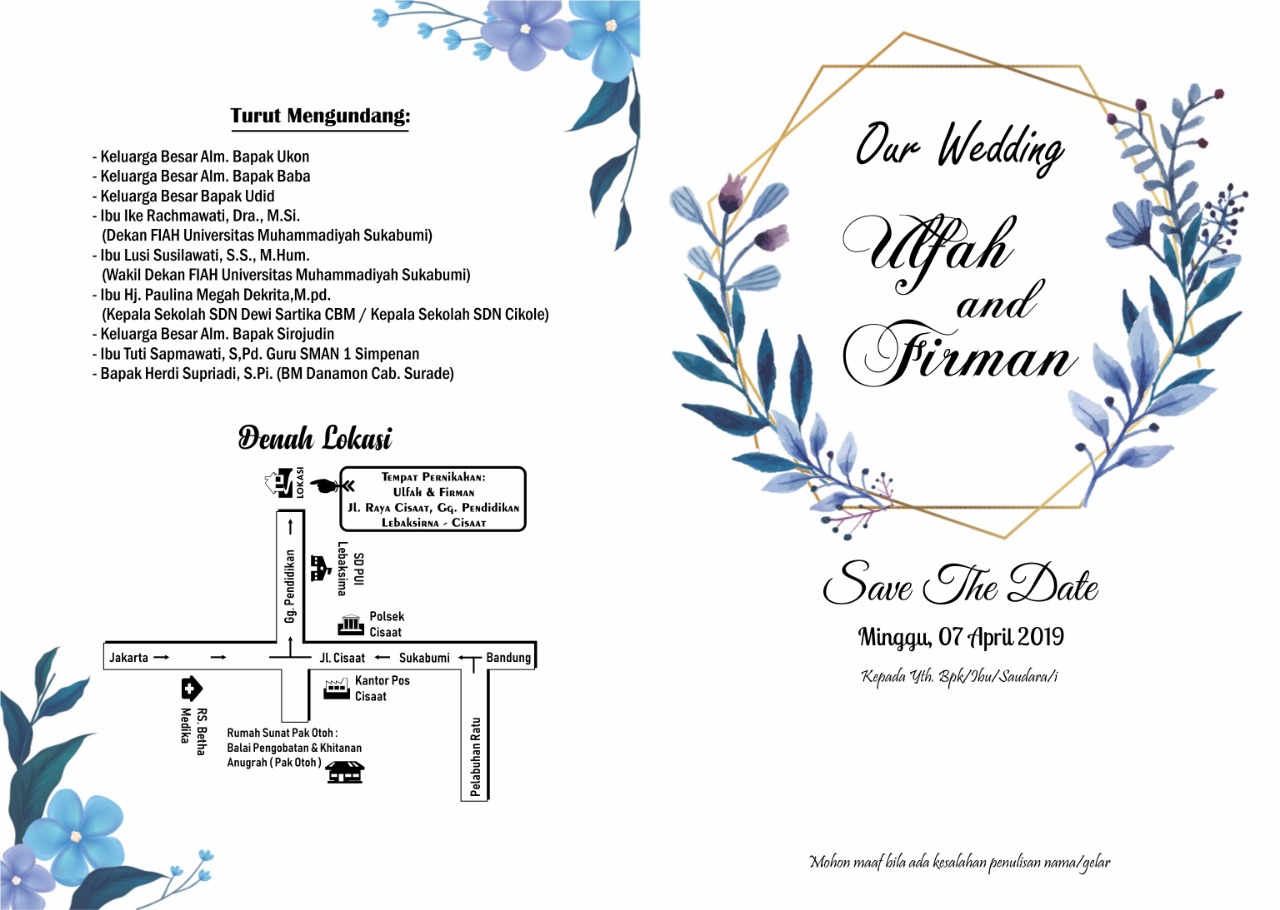 Turut Mengundang:
- Keluarga Besar Alm. Bapak Ukon
- Keluarga Besar Alm. Bapak Baba
- Keluarga Besar Bapak Udid
- Ibu Ike Rachmawati, Dra., M.Si.
(Dekan FIAH Universitas Muhammadiyah Sukabumi)
- Ibu Lusi Susilawati, S.S., M.Hum.
(Wakil Dekan FIAH Universitas Muhammadiyah Sukabumi)
- Ibu Hj. Paulina Megah Dekrita,M.pd.
(Kepala Sekolah SDN Dewi Sartika CBM / Kepala Sekolah SDN Cikole)
- Keluarga Besar Alm. Bapak Sirojudin
- Ibu Tuti Sapmawati, S,Pd. Guru SMAN 1 Simpenan
- Bapak Herdi Supriadi, S.Pi. (BM Danamon Cab. Surade)
Denah Lokasi
LOKASI
Tempat Pernikahan:
Ulfah & Firman
Jl. Raya Cisaat, Gg. Pendidikan
Lebaksirna - Cisaat
Gg. Pendidikan
SD PUI
Lebaksima
Polsek
Cisaat
Jakarta
Jl. Cisaat
Sukabumi
Bandung
Kantor Pos
Cisaat
RS. Betha
Medika
Rumah Sunat Pak Otoh :
Balai Pengobatan & Khitanan
Anugrah ( Pak Otoh )
Pelabuhan Ratu
Our Wedding
Ulfah
and
Firman
Save The Date
Minggu, 07 April 2019
Kepada Yth. Bpk/Ibu/Saudara/i
Mohon maaf bila ada kesalahan penulisan nama/gelar